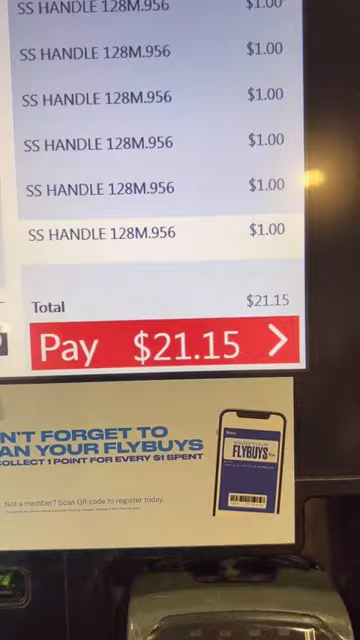 SS HANDLE 128M.956 $1.00
SS HANDLE 128M.956 $1.00
SS HANDLE 128M.956 $1.00
SS HANDLE 128M.956 $1.00
SS HANDLE 128M.956 $1.00
SS HANDLE 128M.956 $1.00
Total $21.15
Pay $21.15
N'T FORGET TO
AN YOUR FLYBUYS
OLLECT 1 POINT FOR EVERY $1 SPENT
Not a member? Scan QR code to register today.
FLYBUYS